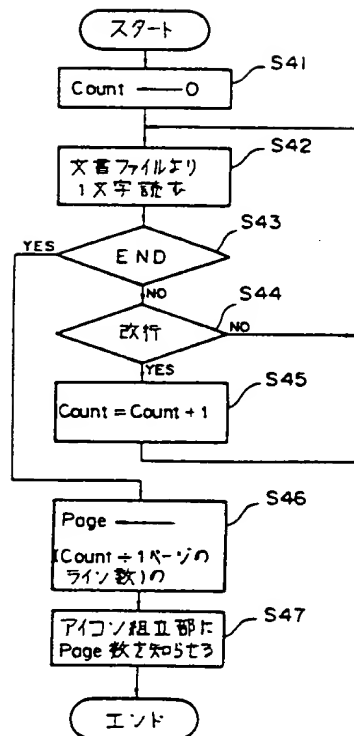 スタート
S41
Count ← 0
S42
文書ファイルより
1文字読む
S43
YES
END
NO
S44
改行
NO
YES
S45
Count = Count + 1
S46
Page ←
(Count ÷ 1ページの
ライン数)の
S47
アイコン組立部に
Page 数を知らせる
エンド